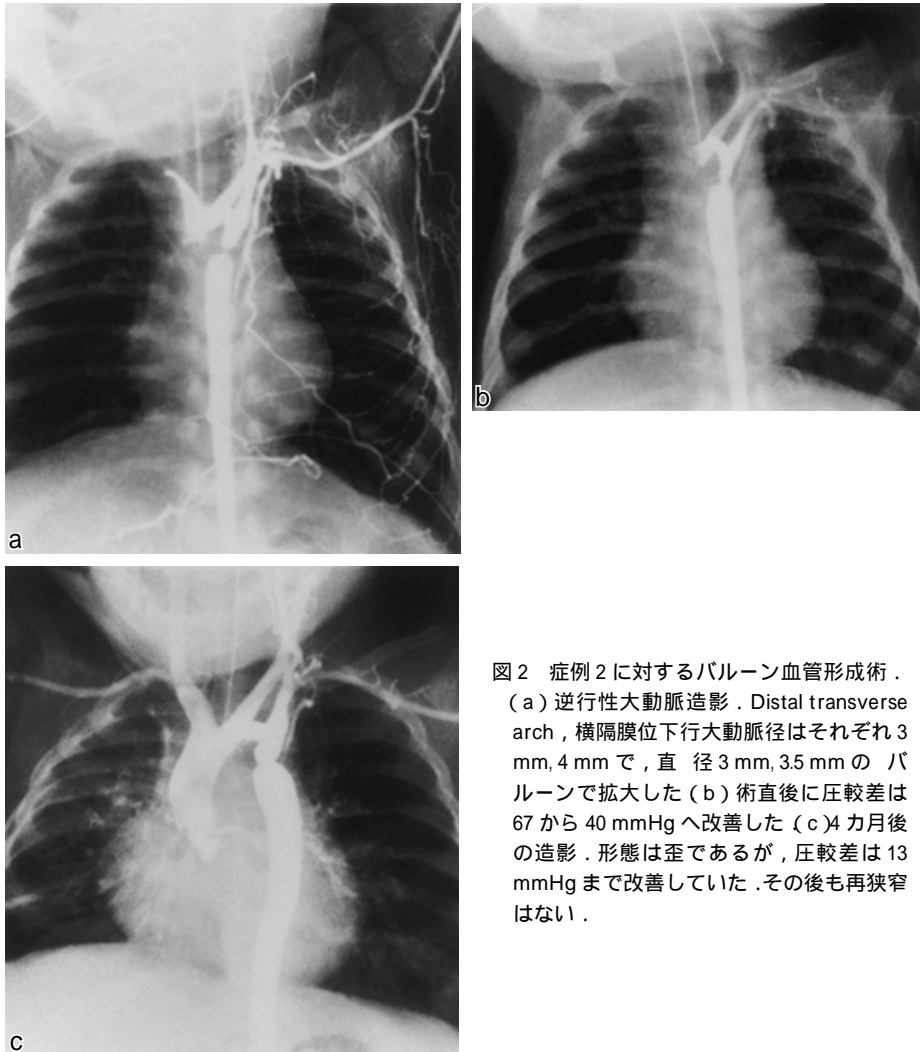 a
b
c
図 2　症例 2 に対するバルーン血管形成術．
（a）逆行性大動脈造影．Distal transverse
arch，横隔膜位下行大動脈径はそれぞれ 3
mm, 4 mm で，直　径 3 mm, 3.5 mm の　バ
ルーンで拡大した（b）術直後に圧較差は
67 から 40 mmHg へ改善した（c）4 カ月後
の造影．形態は歪であるが，圧較差は 13
mmHg まで改善していた．その後も再狭窄
はない．